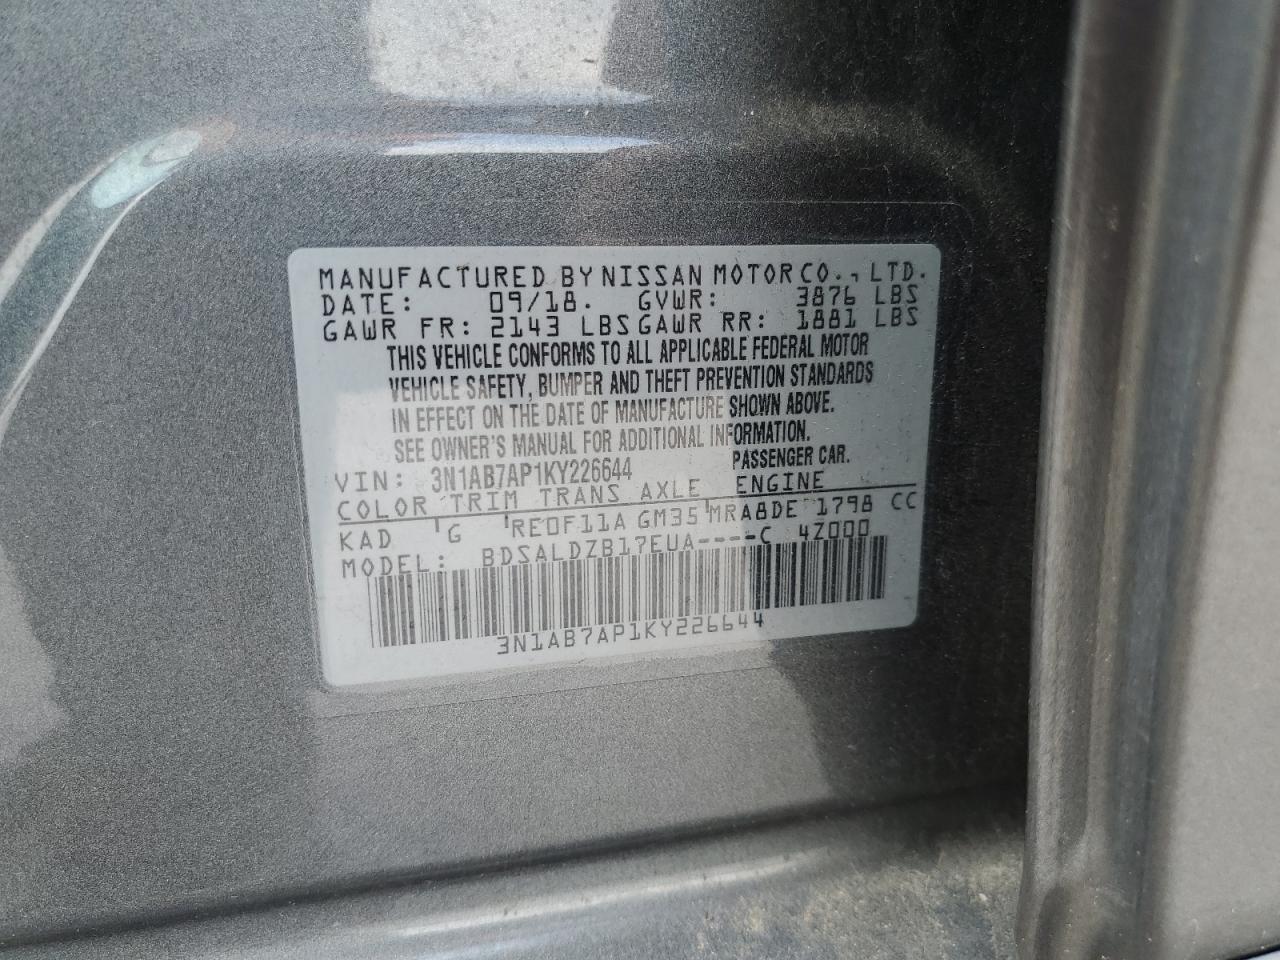 MANUFACTURED BY NISSAN MOTOR CO., LTD.
DATE: 09/18. GVWR: 3876 LBS
GAWR FR: 2143 LBS GAWR RR: 1881 LBS
THIS VEHICLE CONFORMS TO ALL APPLICABLE FEDERAL MOTOR
VEHICLE SAFETY, BUMPER AND THEFT PREVENTION STANDARDS
IN EFFECT ON THE DATE OF MANUFACTURE SHOWN ABOVE.
SEE OWNER'S MANUAL FOR ADDITIONAL INFORMATION.
VIN: 3N1AB7AP1KY226644 PASSENGER CAR.
COLOR TRIM TRANS AXLE ENGINE
KAD G RE0F11A GM35 MRA8DE 1798 CC
MODEL: BDSALDZB17EUA----C 4Z000
3N1AB7AP1KY226644